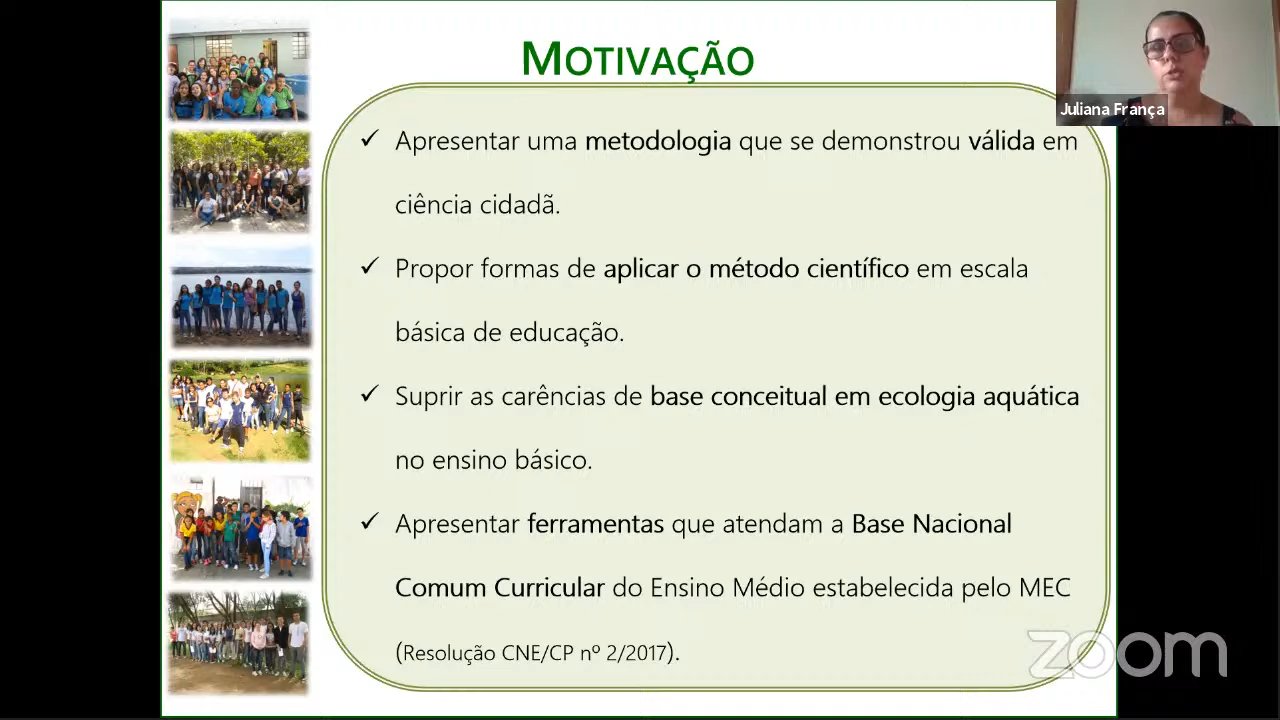 MOTIVAÇÃO
Juliana França
✓ Apresentar uma metodologia que se demonstrou válida em
ciência cidadã.
✓ Propor formas de aplicar o método científico em escala
básica de educação.
✓ Suprir as carências de base conceitual em ecologia aquática
no ensino básico.
✓ Apresentar ferramentas que atendam a Base Nacional
Comum Curricular do Ensino Médio estabelecida pelo MEC
(Resolução CNE/CP nº 2/2017).
zoom